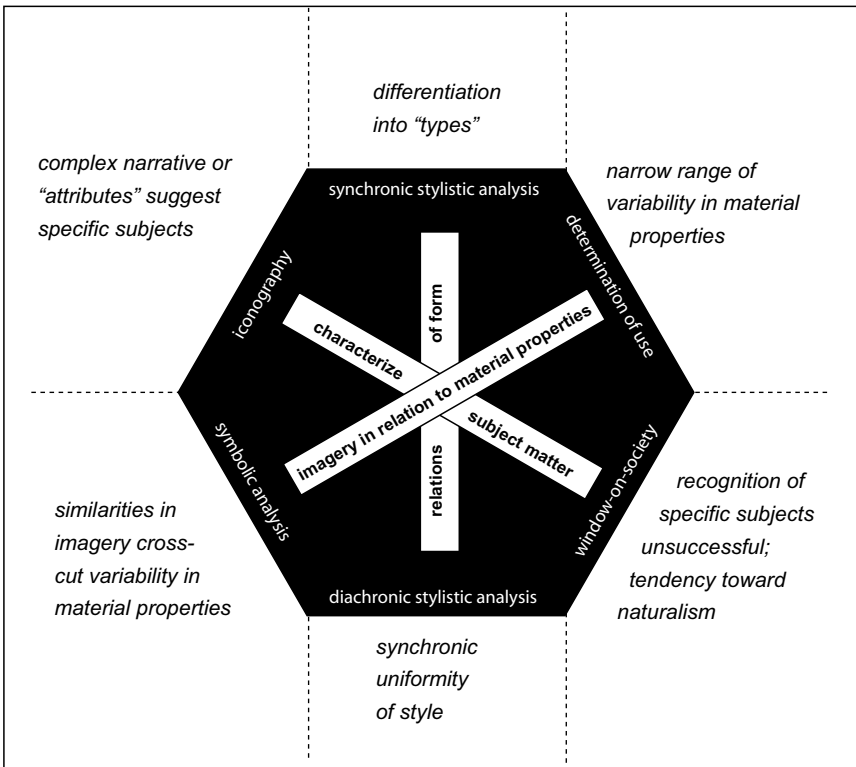 differentiation
into “types”
complex narrative or
“attributes” suggest
specific subjects
narrow range of
variability in material
properties
synchronic stylistic analysis
iconography
determination of use
characterize
subject matter
relations
of form
imagery in relation to material properties
symbolic analysis
window-on-society
similarities in
imagery cross-
cut variability in
material properties
recognition of
specific subjects
unsuccessful;
tendency toward
naturalism
diachronic stylistic analysis
synchronic
uniformity
of style